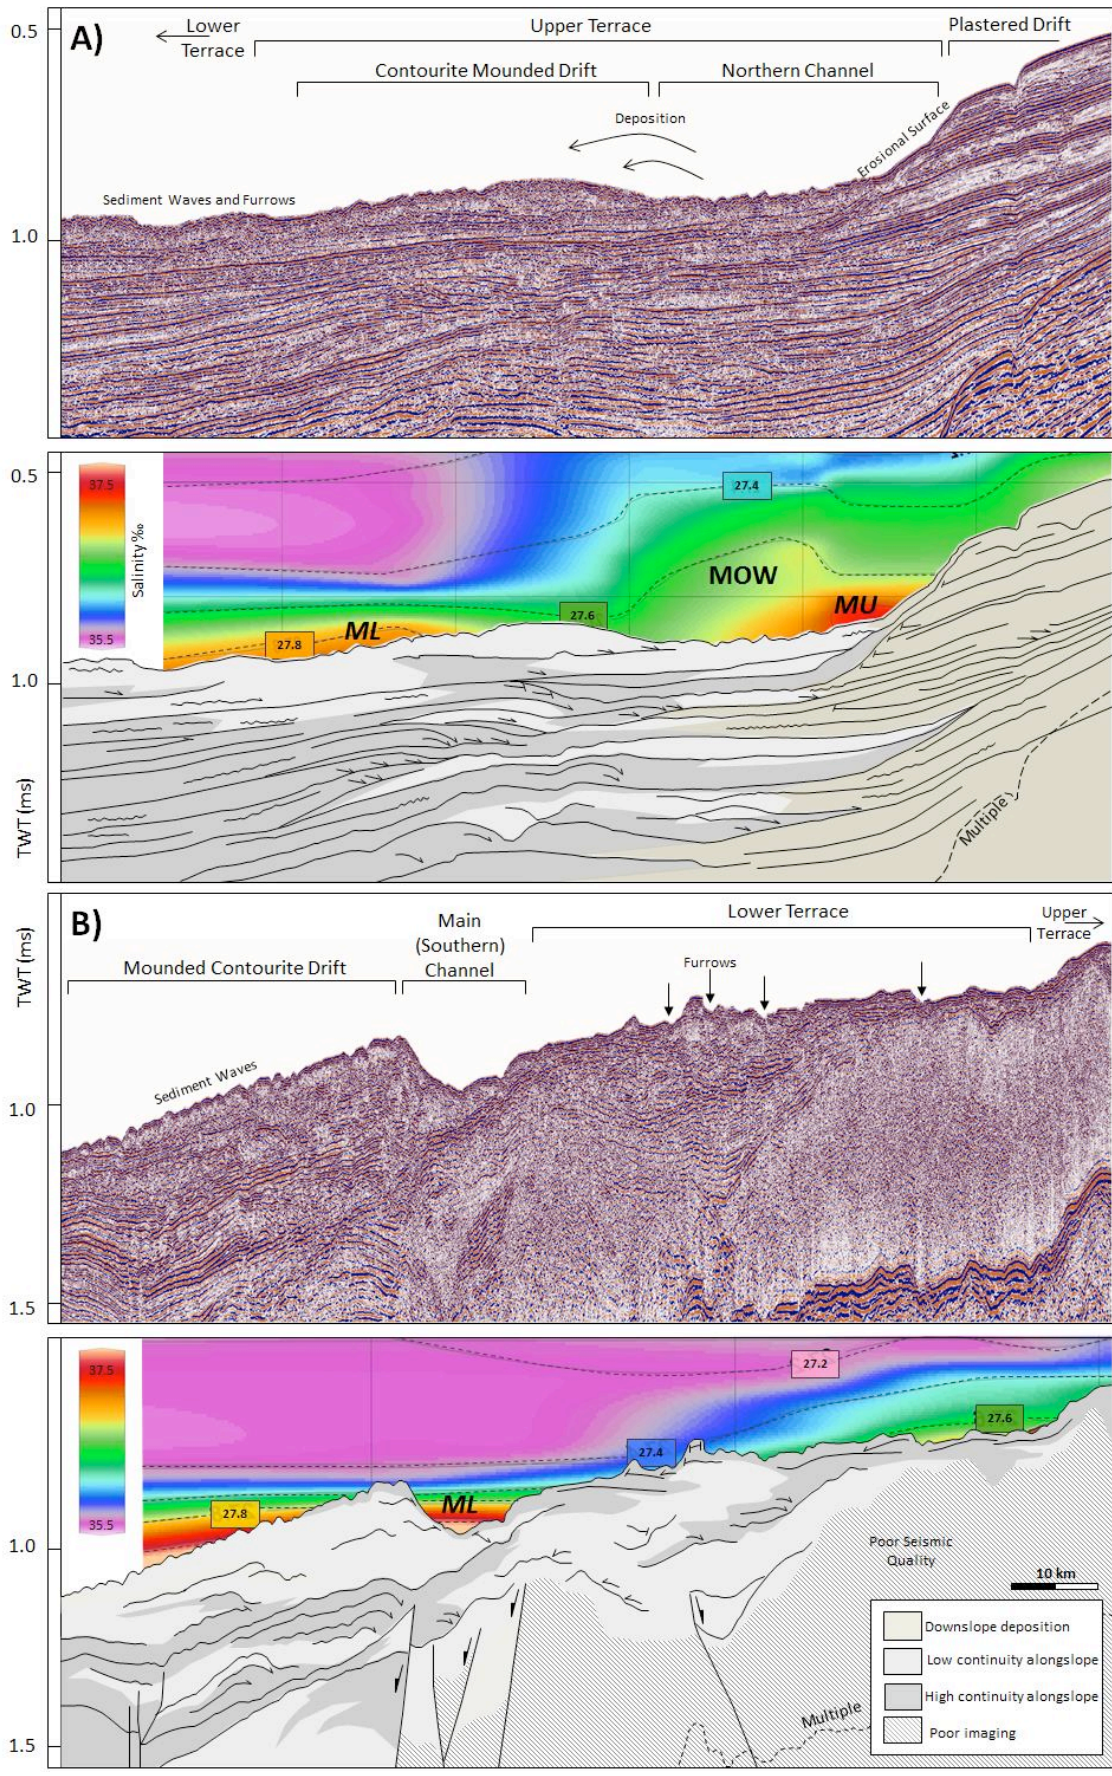 A)
Lower
Terrace
Upper Terrace
Plastered Drift
Contourite Mounded Drift
Northern Channel
Deposition
Erosional Surface
Sediment Waves and Furrows
0.5
1.0
37.5
Salinity ‰
35.5
27.4
MOW
MU
27.6
ML
27.8
0.5
1.0
TWT (ms)
Multiple
B)
TWT (ms)
Mounded Contourite Drift
Main
(Southern)
Channel
Lower Terrace
Upper
Terrace
Furrows
Sediment Waves
1.0
1.5
37.5
35.5
27.2
27.6
27.4
ML
27.8
1.0
1.5
Poor Seismic
Quality
10 km
Multiple
Downslope deposition
Low continuity alongslope
High continuity alongslope
Poor imaging